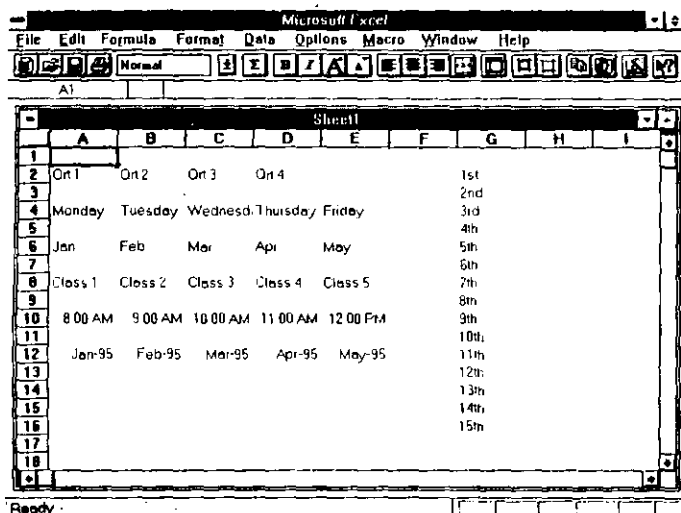 Microsoft Excel
File Edit Formula Format Data Options Macro Window Help
Normal
A1
Sheet1
A B C D E F G H I
1
2 Qrt 1 Qrt 2 Qrt 3 Qrt 4 1st
3 2nd
4 Monday Tuesday Wednesd Thursday Friday 3rd
5 4th
6 Jan Feb Mar Apr May 5th
7 6th
8 Class 1 Class 2 Class 3 Class 4 Class 5 7th
9 8th
10 8:00 AM 9:00 AM 10:00 AM 11:00 AM 12:00 PM 9th
11 10th
12 Jan-95 Feb-95 Mar-95 Apr-95 May-95 11th
13 12th
14 13th
15 14th
16 15th
17
18
Ready